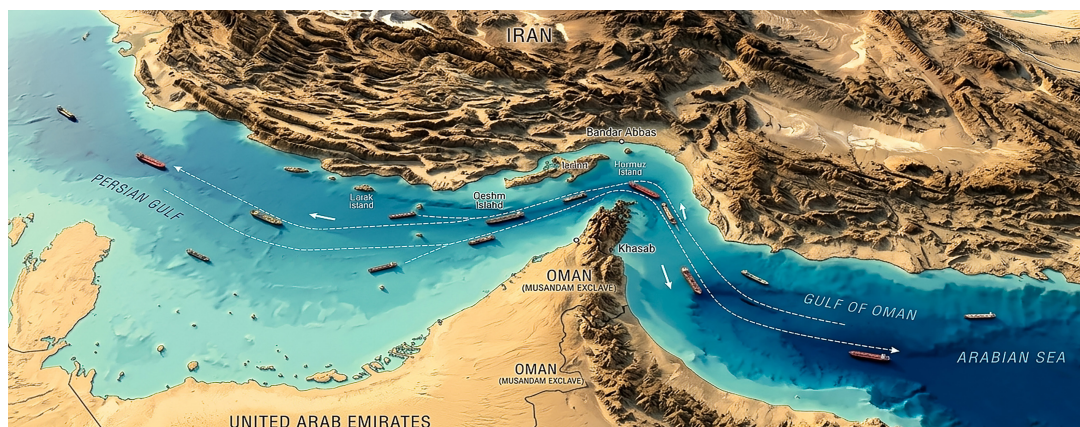 IRAN
Bandar Abbas
Hormuz
Island
PERSIAN GULF
Larak
Island
Qeshm
Island
Khasab
OMAN
(MUSANDAM EXCLAVE)
GULF OF OMAN
ARABIAN SEA
OMAN
(MUSANDAM EXCLAVE)
UNITED ARAB EMIRATES